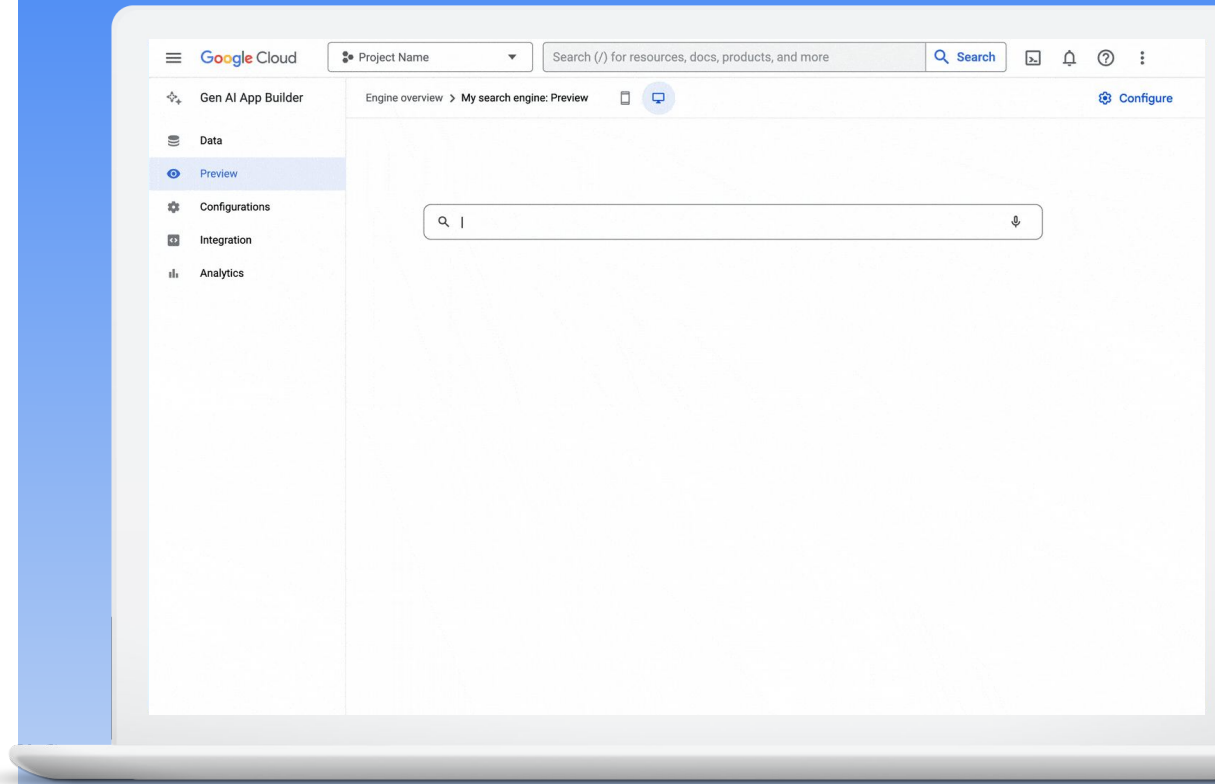 Google Cloud
Project Name
Search (/) for resources, docs, products, and more
Search
Gen AI App Builder
Engine overview > My search engine: Preview
Configure
Data
Preview
Configurations
Integration
Analytics